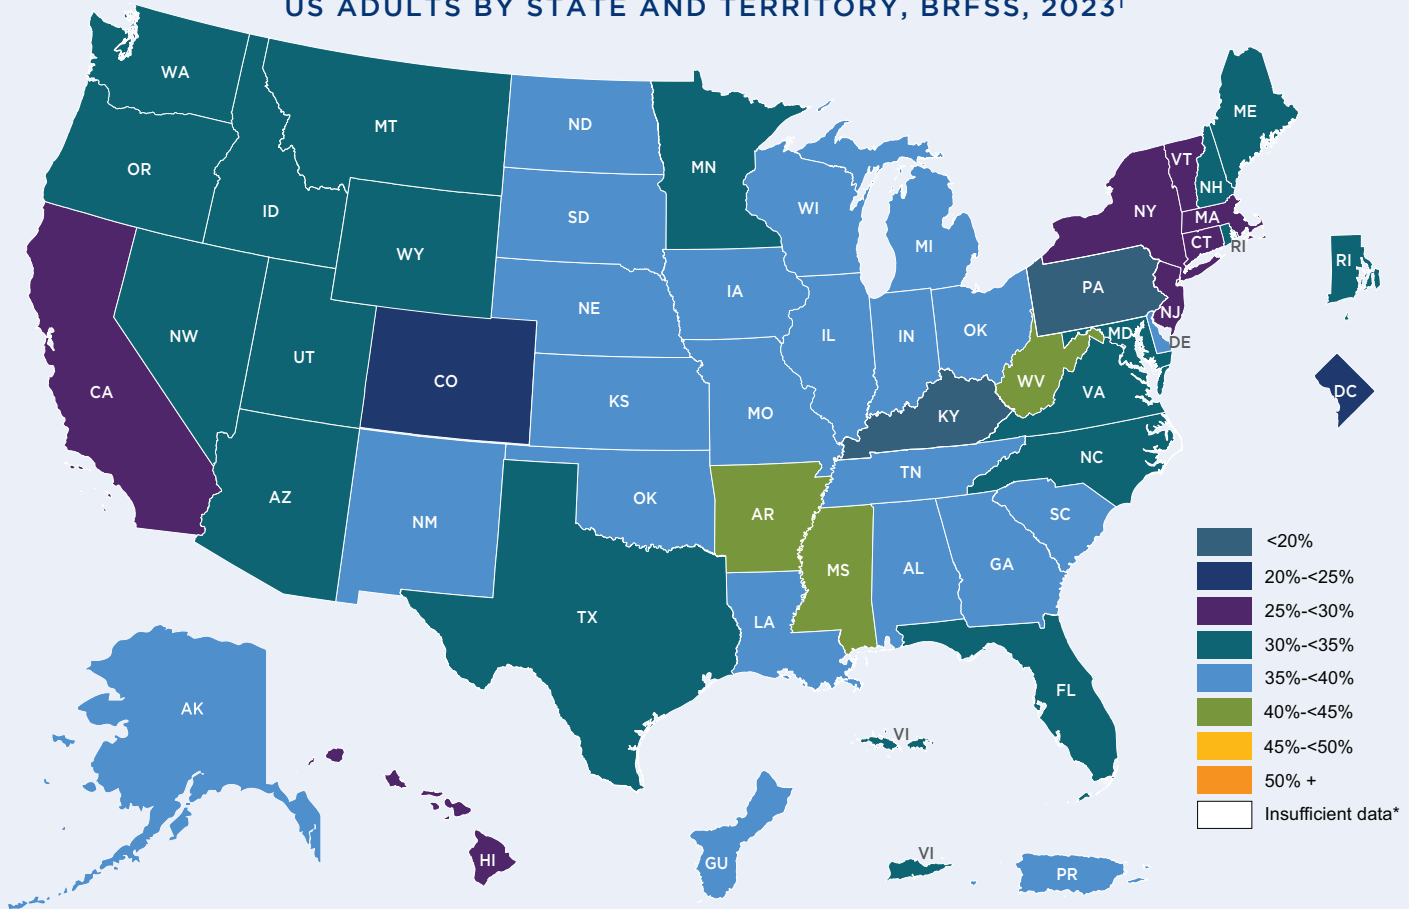 US ADULTS BY STATE AND TERRITORY, BRFSS, 2023†
WA
MT
ND
MN
ME
OR
ID
SD
WI
MI
VT
NH
NY
MA
CT
RI
RI
WY
IA
NE
PA
NJ
NW
UT
CO
IL
IN
OK
MD
DE
CA
KS
MO
WV
VA
DC
KY
NC
TN
AZ
NM
OK
AR
SC
MS
AL
GA
TX
LA
FL
AK
VI
HI
GU
VI
PR
<20%
20%-<25%
25%-<30%
30%-<35%
35%-<40%
40%-<45%
45%-<50%
50% +
Insufficient data*